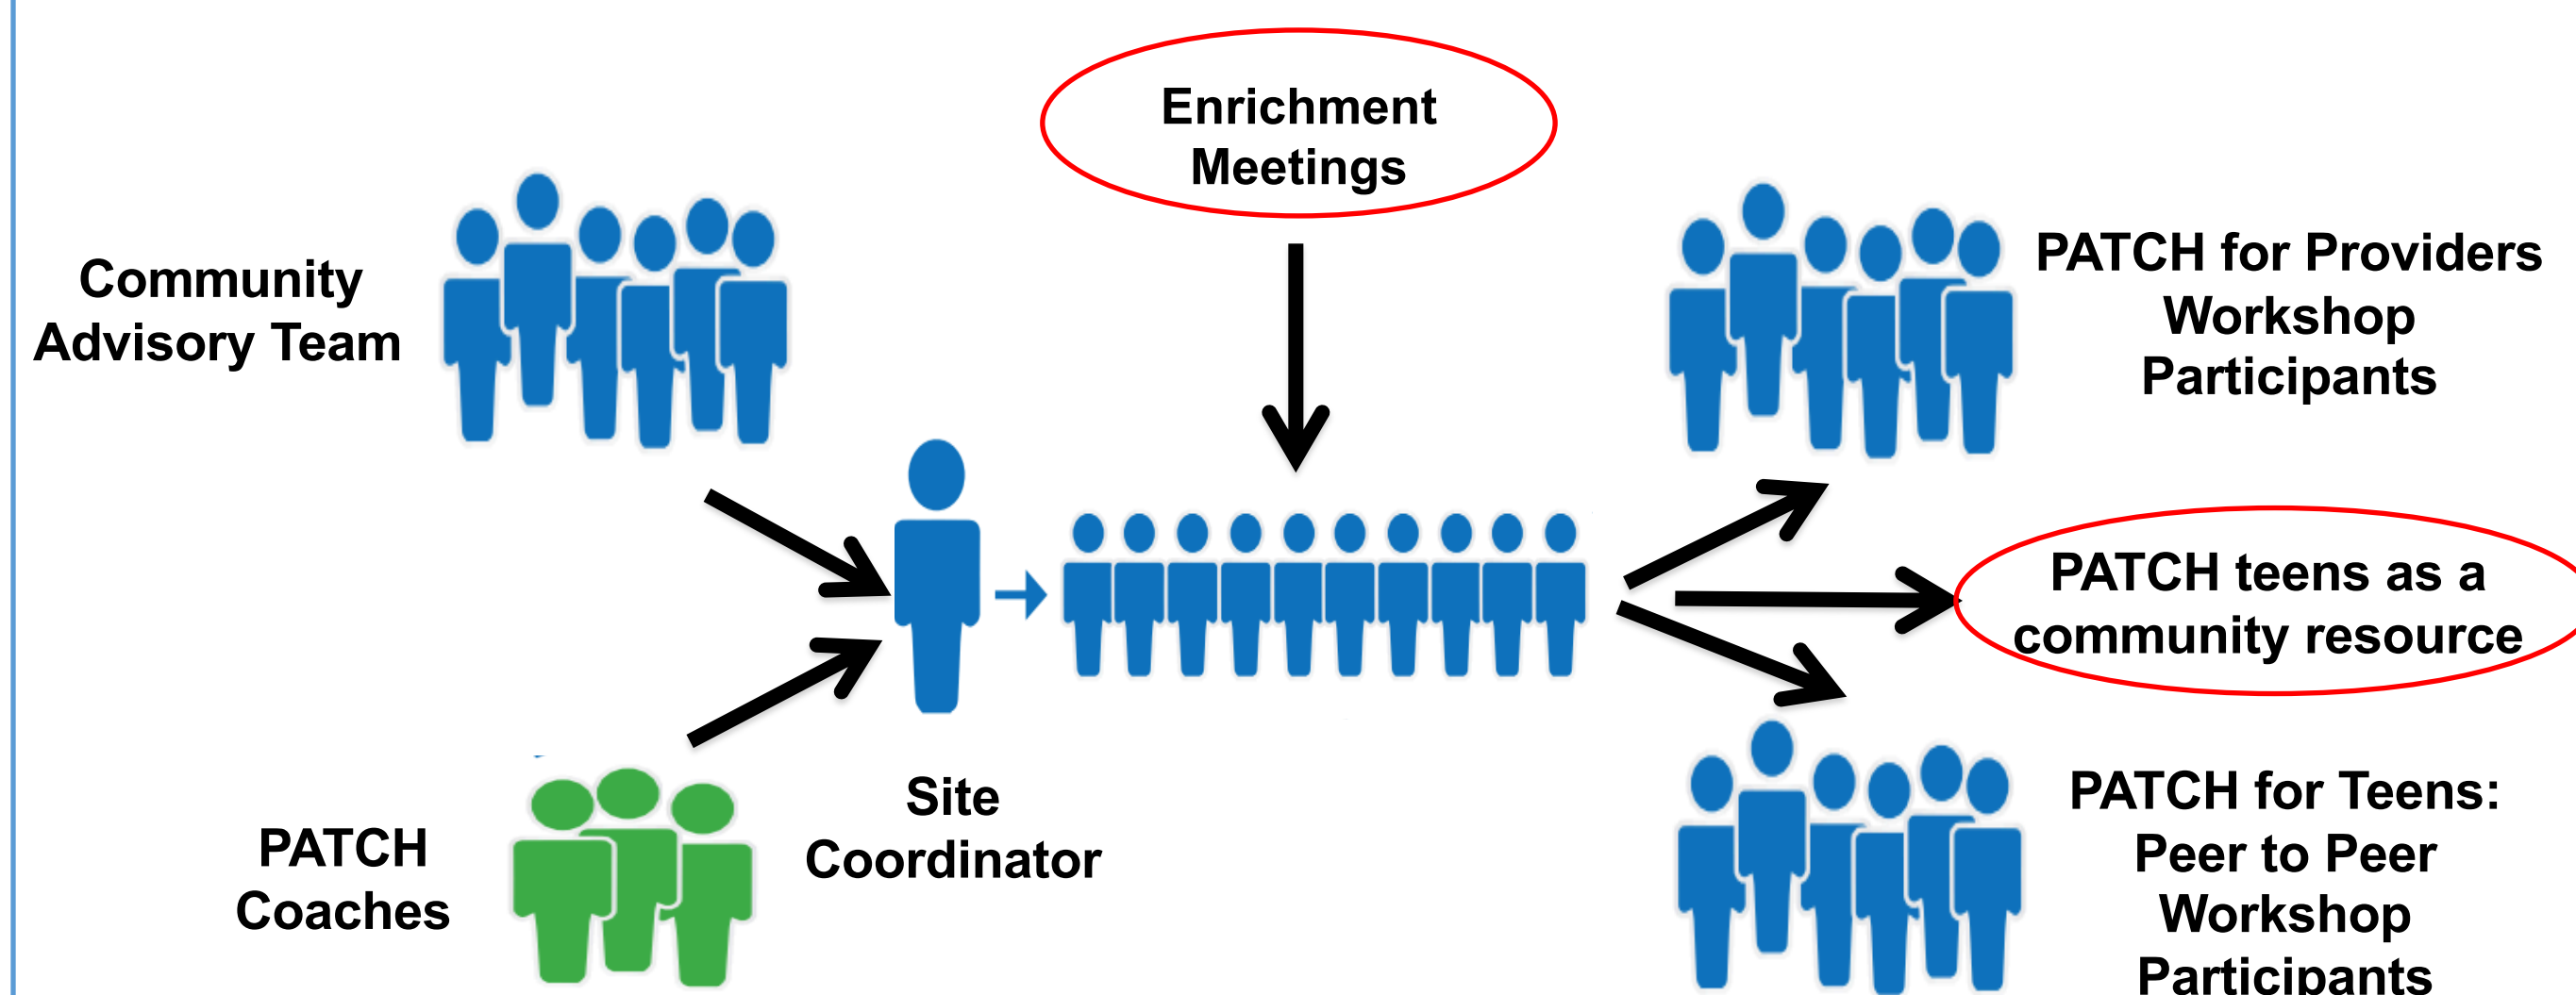 Enrichment
Meetings
Community
Advisory Team
PATCH for Providers
Workshop
Participants
PATCH teens as a
community resource
Site
Coordinator
PATCH
Coaches
PATCH for Teens:
Peer to Peer
Workshop
Participants